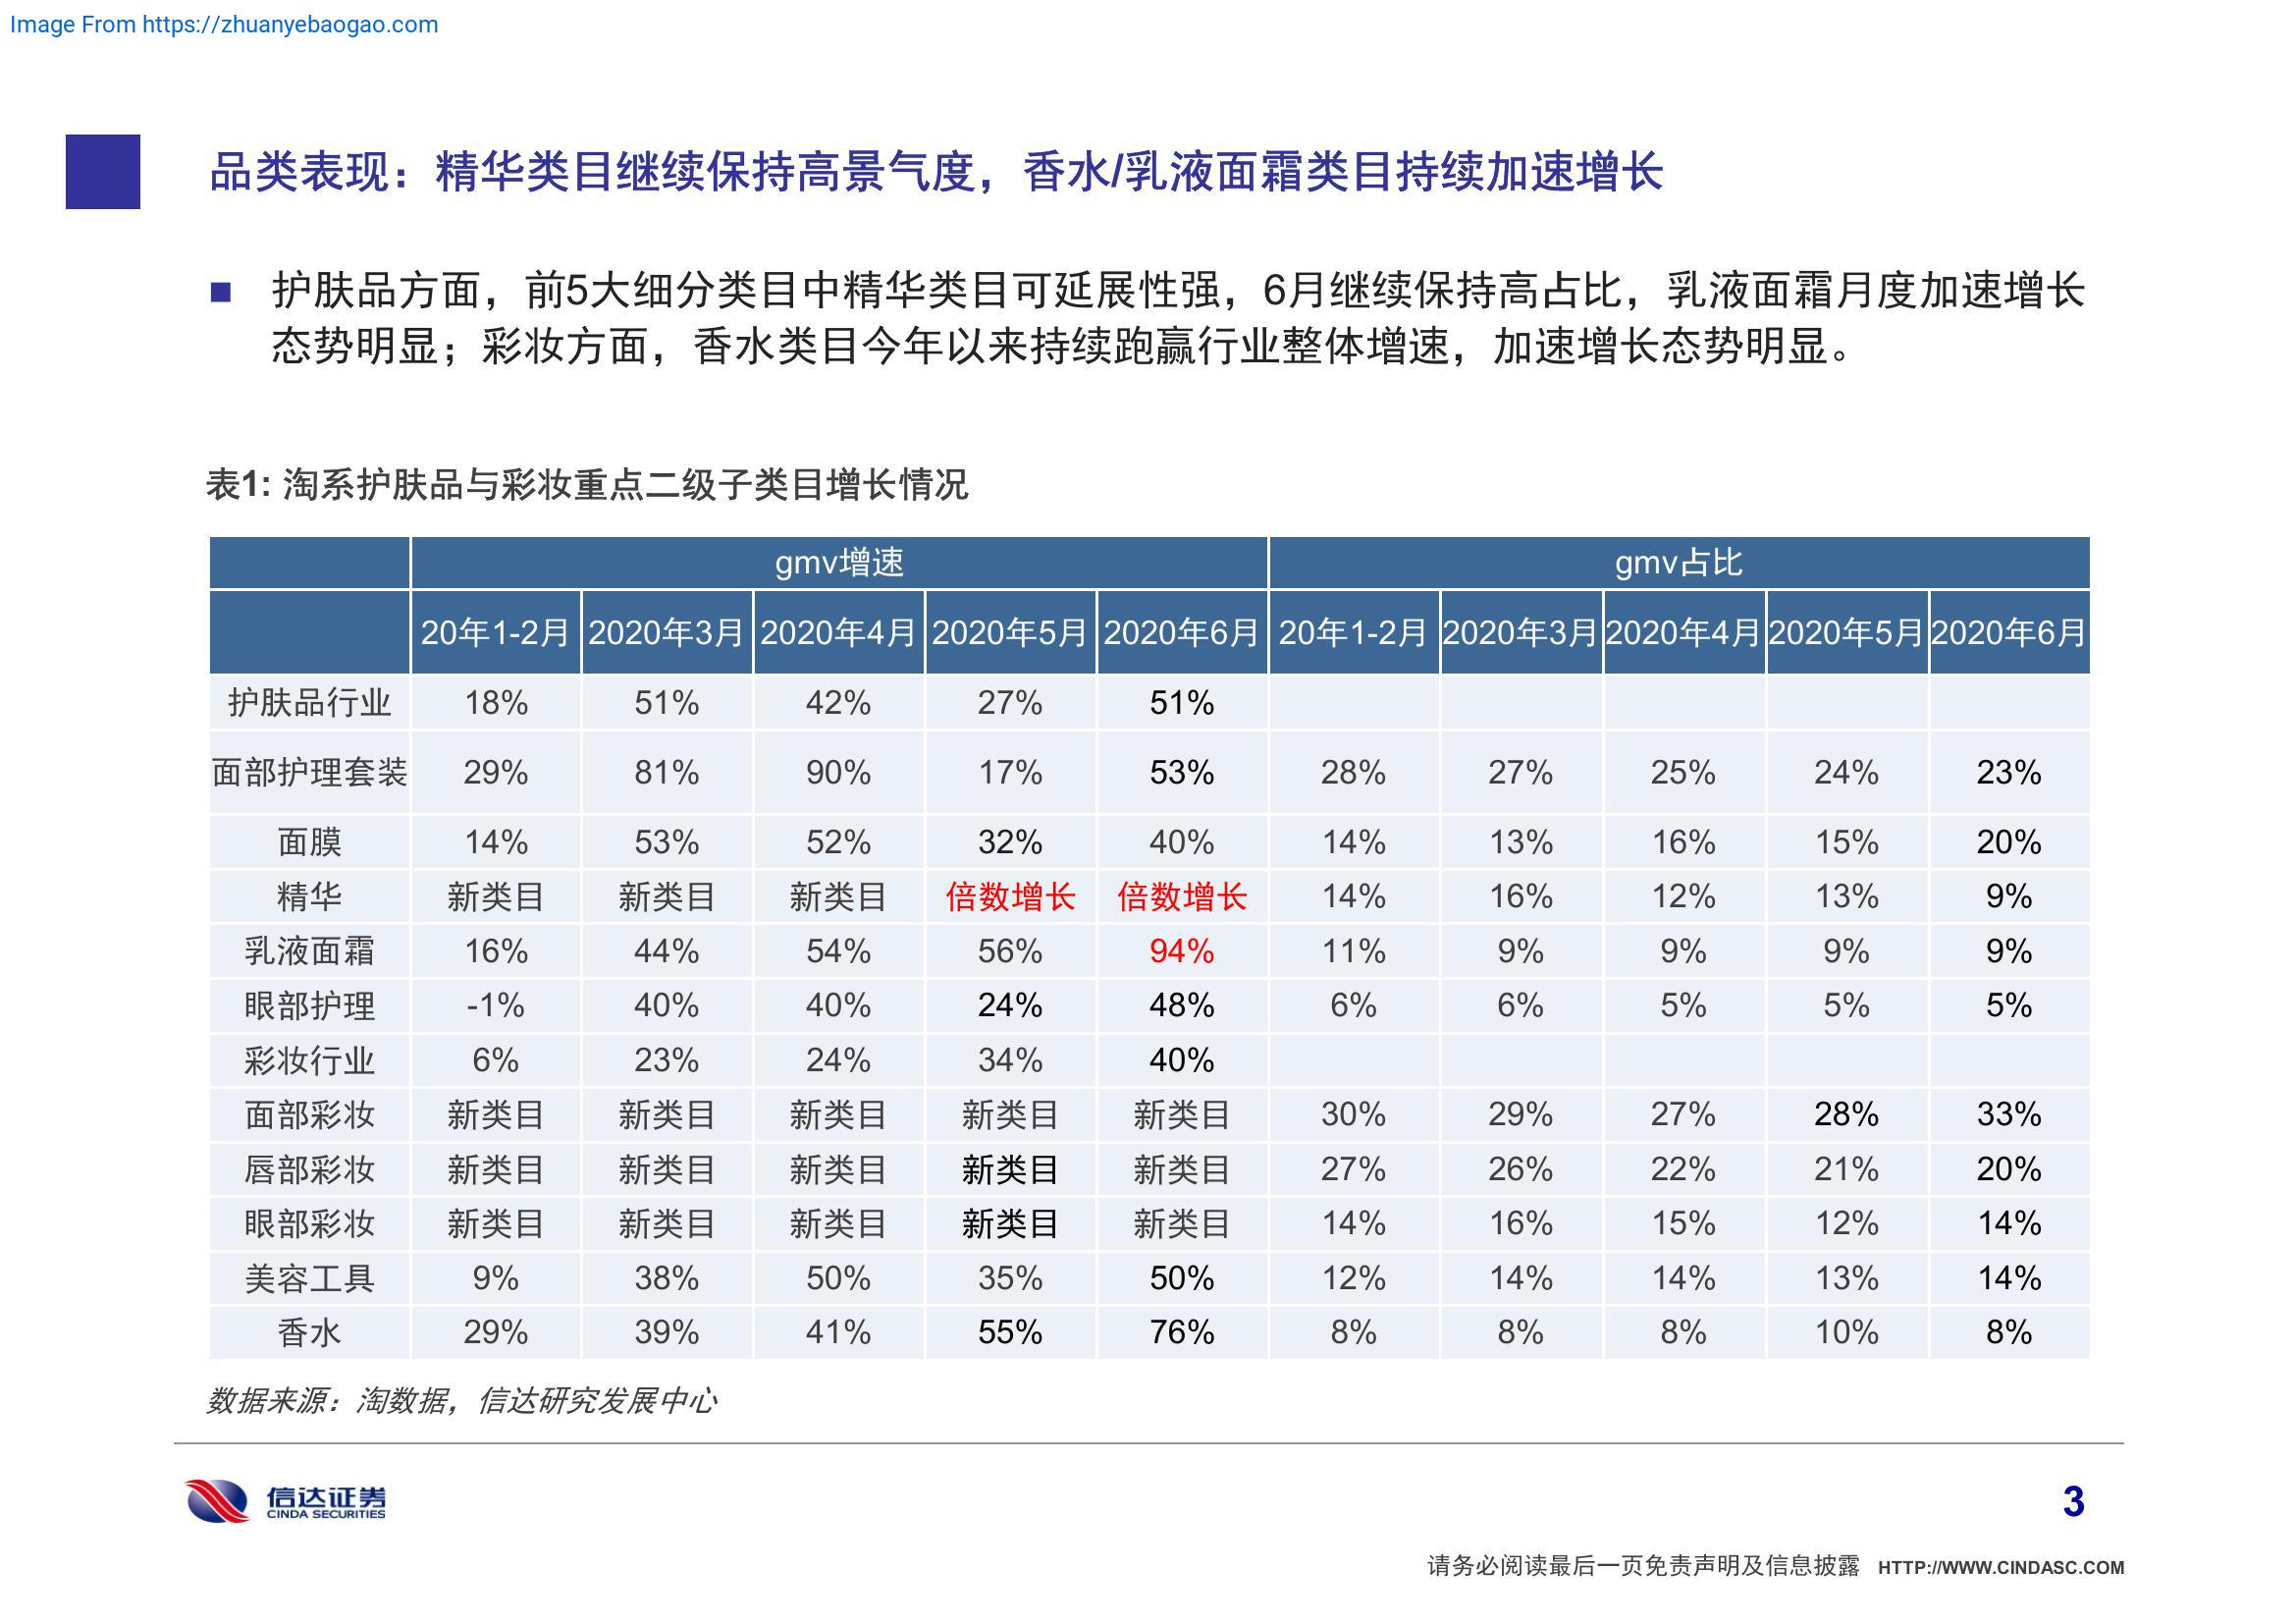 Image From https://zhuanyebaogao.com
品类表现：精华类目继续保持高景气度，香水/乳液面霜类目持续加速增长
■ 护肤品方面，前5大细分类目中精华类目可延展性强，6月继续保持高占比，乳液面霜月度加速增长
态势明显；彩妆方面，香水类目今年以来持续跑赢行业整体增速，加速增长态势明显。
表1: 淘系护肤品与彩妆重点二级子类目增长情况
gmv增速 gmv占比
20年1-2月 2020年3月 2020年4月 2020年5月 2020年6月 20年1-2月 2020年3月 2020年4月 2020年5月 2020年6月
护肤品行业 18% 51% 42% 27% 51%
面部护理套装 29% 81% 90% 17% 53% 28% 27% 25% 24% 23%
面膜 14% 53% 52% 32% 40% 14% 13% 16% 15% 20%
精华 新类目 新类目 新类目 倍数增长 倍数增长 14% 16% 12% 13% 9%
乳液面霜 16% 44% 54% 56% 94% 11% 9% 9% 9% 9%
眼部护理 -1% 40% 40% 24% 48% 6% 6% 5% 5% 5%
彩妆行业 6% 23% 24% 34% 40%
面部彩妆 新类目 新类目 新类目 新类目 新类目 30% 29% 27% 28% 33%
唇部彩妆 新类目 新类目 新类目 新类目 新类目 27% 26% 22% 21% 20%
眼部彩妆 新类目 新类目 新类目 新类目 新类目 14% 16% 15% 12% 14%
美容工具 9% 38% 50% 35% 50% 12% 14% 14% 13% 14%
香水 29% 39% 41% 55% 76% 8% 8% 8% 10% 8%
数据来源：淘数据，信达研究发展中心
信达证券
CINDA SECURITIES
3
请务必阅读最后一页免责声明及信息披露 HTTP://WWW.CINDASC.COM